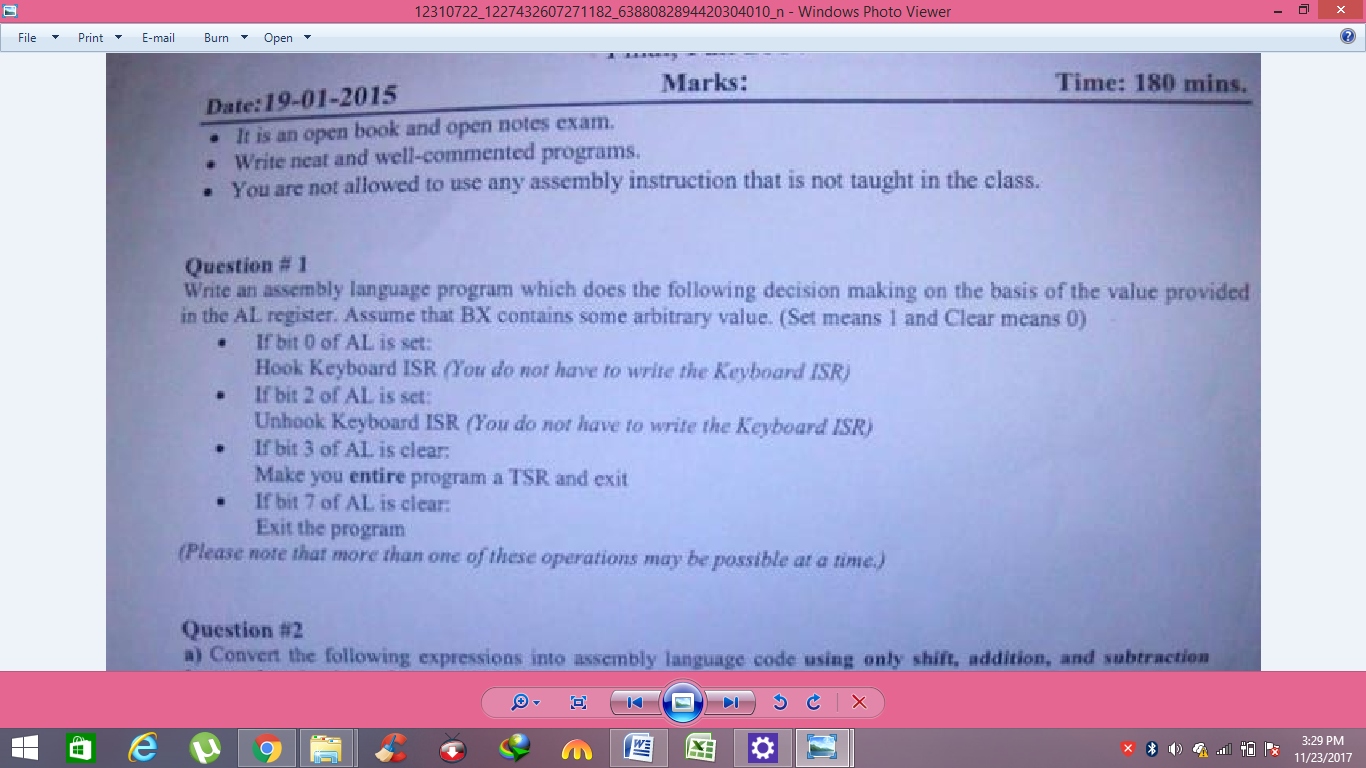 12310722_1227432607271182_6388082894420304010_n - Windows Photo Viewer
File Print E-mail Burn Open
Date:19-01-2015 Marks: Time: 180 mins.
• It is an open book and open notes exam.
• Write neat and well-commented programs.
• You are not allowed to use any assembly instruction that is not taught in the class.
Question # 1
Write an assembly language program which does the following decision making on the basis of the value provided
in the AL register. Assume that BX contains some arbitrary value. (Set means 1 and Clear means 0)
• If bit 0 of AL is set:
Hook Keyboard ISR (You do not have to write the Keyboard ISR)
• If bit 2 of AL is set:
Unhook Keyboard ISR (You do not have to write the Keyboard ISR)
• If bit 3 of AL is clear:
Make you entire program a TSR and exit
• If bit 7 of AL is clear:
Exit the program
(Please note that more than one of these operations may be possible at a time.)
Question #2
a) Convert the following expressions into assembly language code using only shift, addition, and subtraction
3:29 PM
11/23/2017